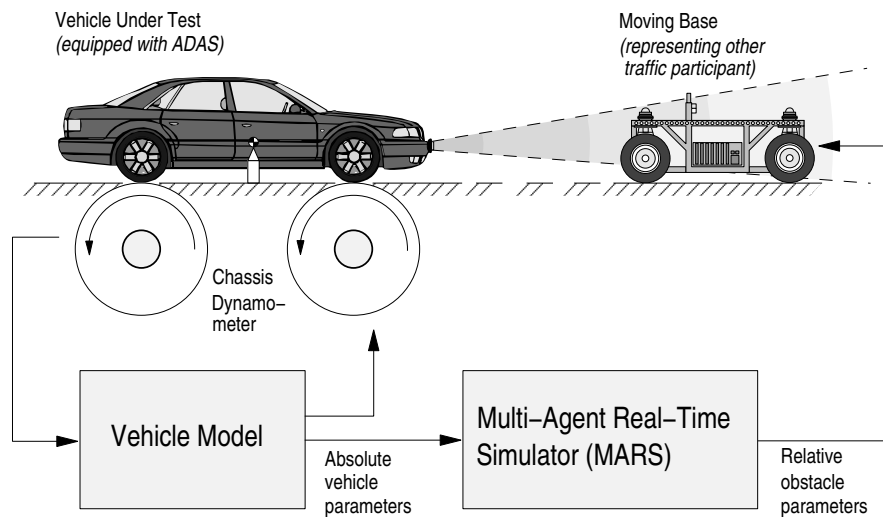 Vehicle Under Test
(equipped with ADAS)
Moving Base
(representing other
traffic participant)
Chassis
Dynamo−
meter
Vehicle Model
Absolute
vehicle
parameters
Multi−Agent Real−Time
Simulator (MARS)
Relative
obstacle
parameters